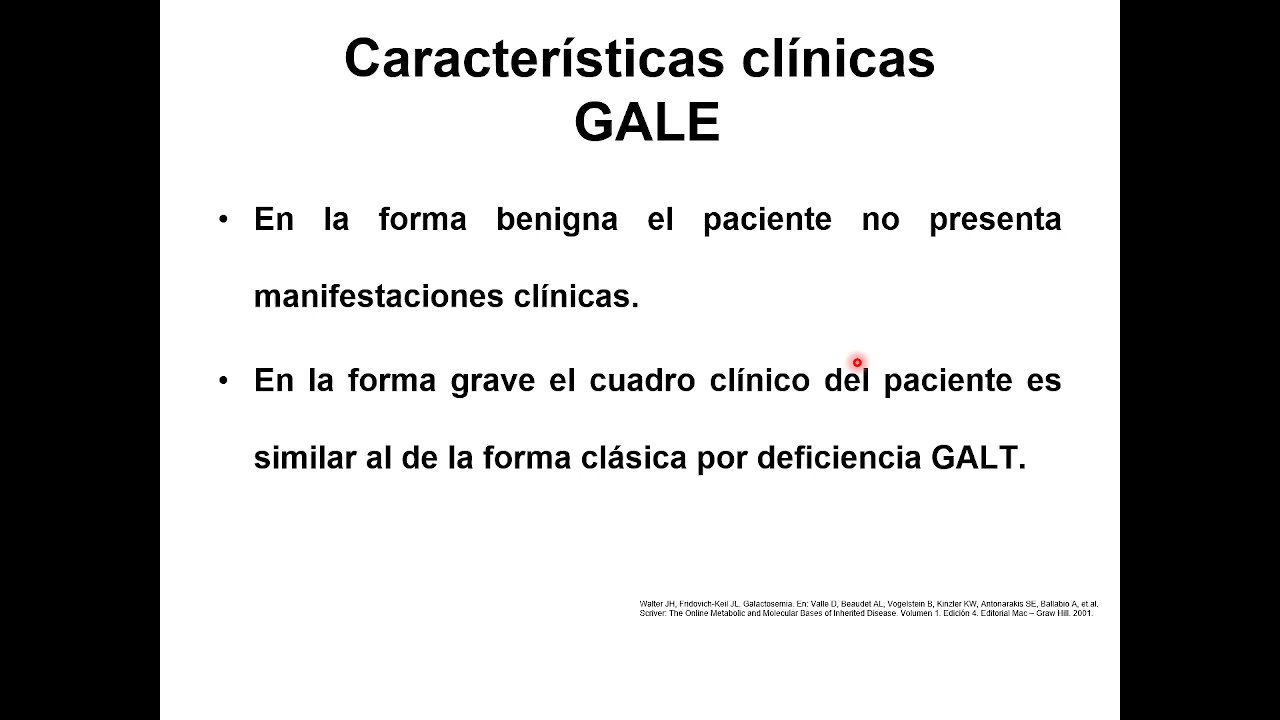 Características clínicas
GALE
• En la forma benigna el paciente no presenta
manifestaciones clínicas.
• En la forma grave el cuadro clínico del paciente es
similar al de la forma clásica por deficiencia GALT.
Walter JH, Fridovich-Keil JL. Galactosemia. En: Valle D, Beaudet AL, Vogelstein B, Kinzler KW, Antonarakis SE, Ballabio A, et.al.
Scriver: The Online Metabolic and Molecular Bases of Inherited Disease. Volumen 1. Edición 4. Editorial Mac – Graw Hill. 2001.